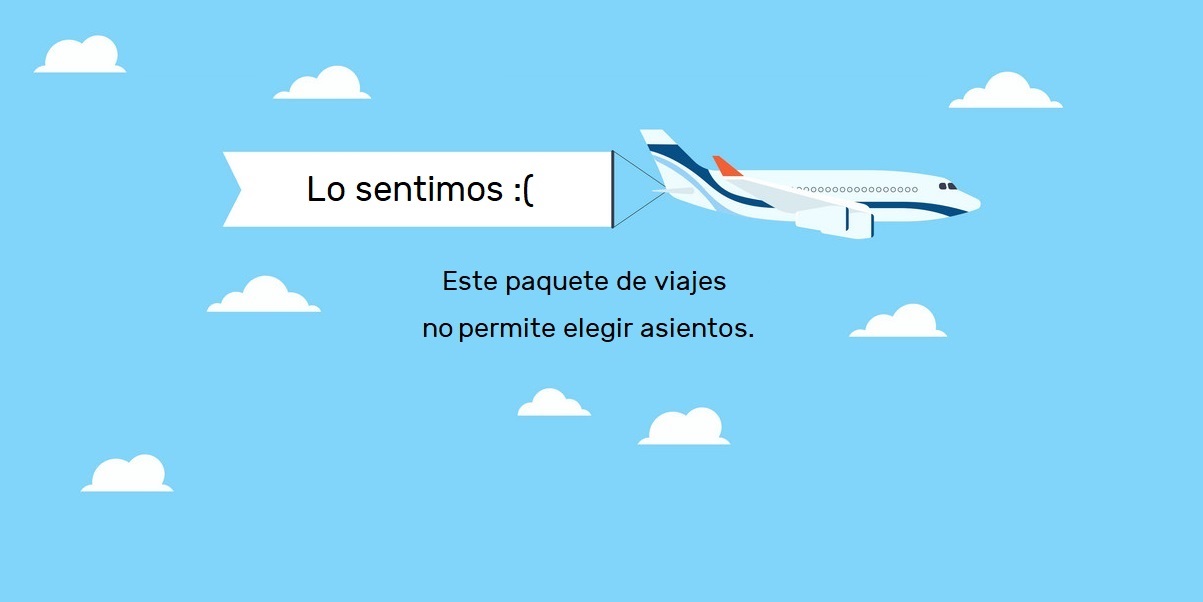 Lo sentimos :(
Este paquete de viajes
no permite elegir asientos.